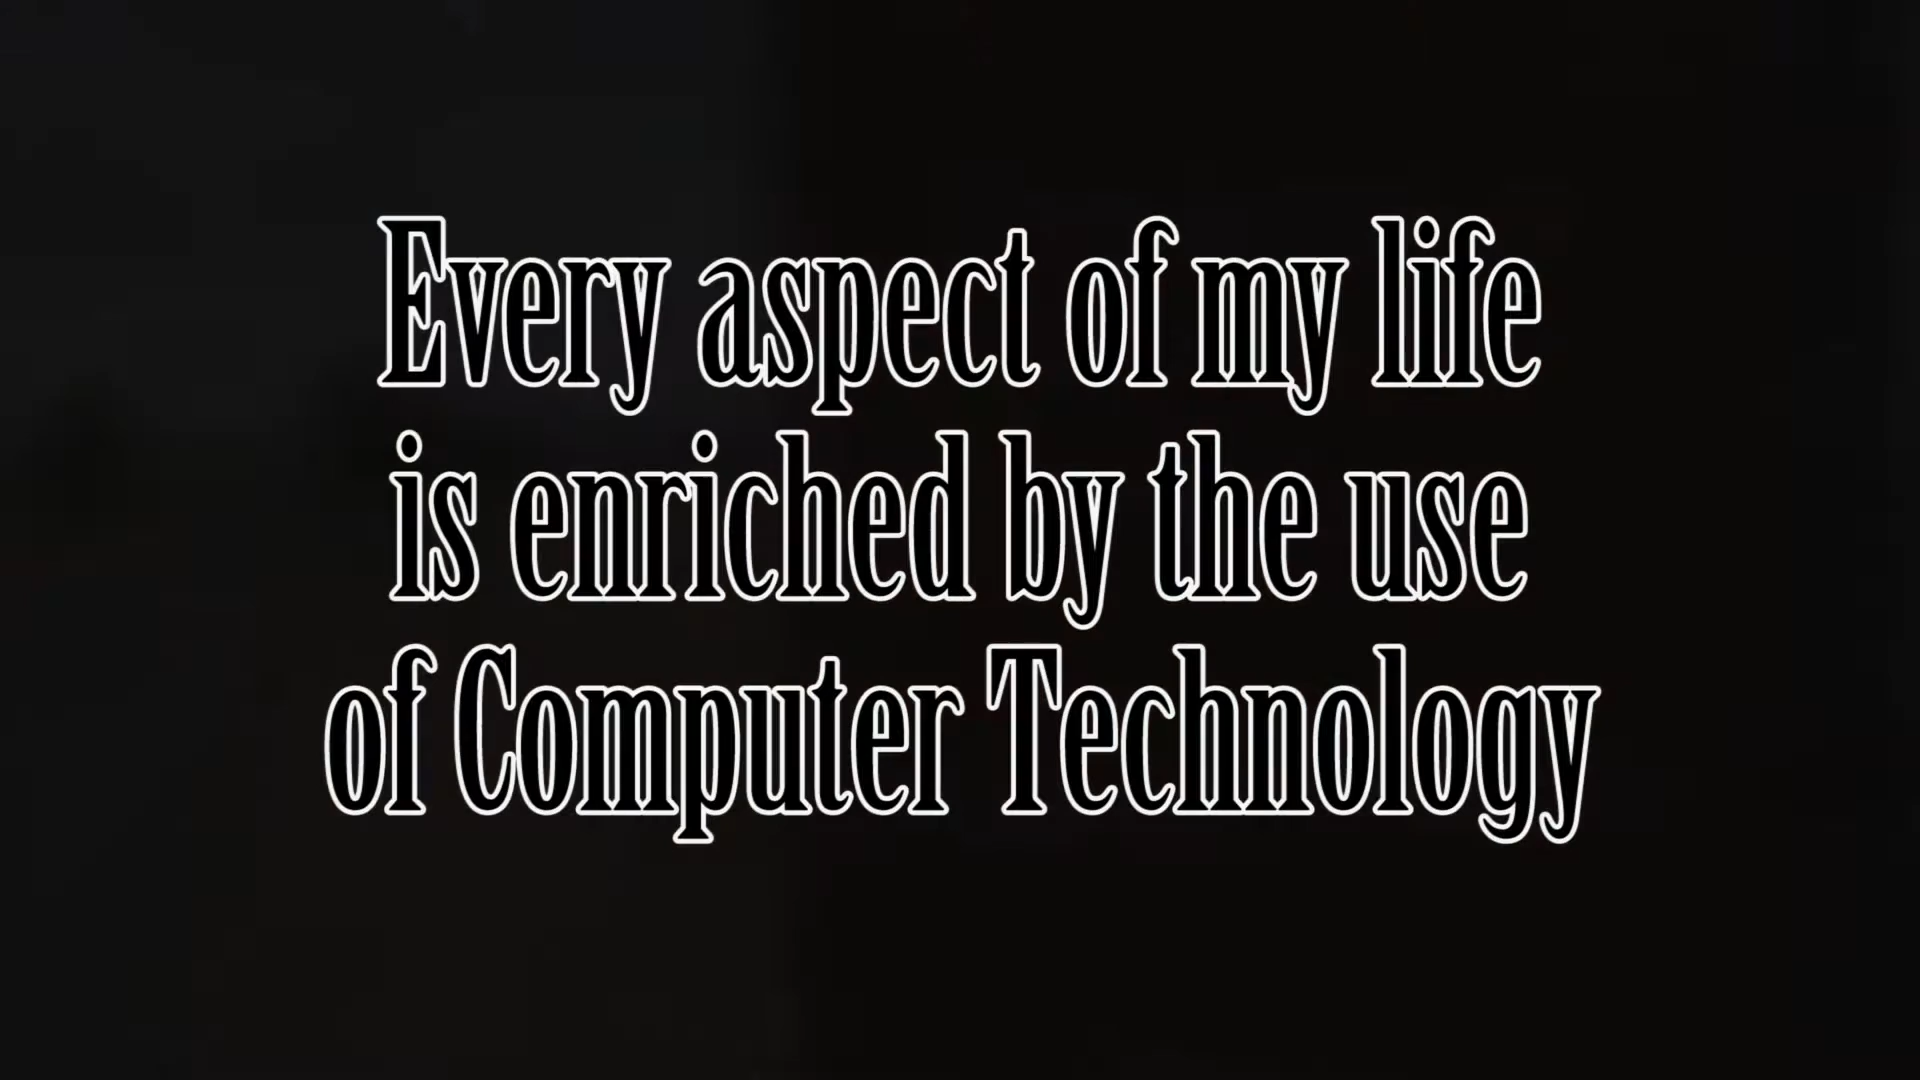 Every aspect of my life
is enriched by the use
of Computer Technology